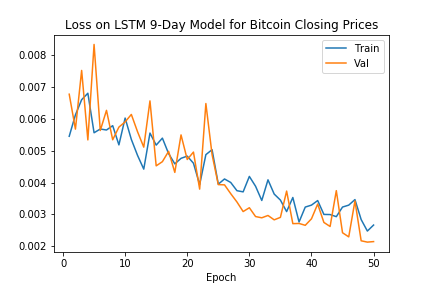 Loss on LSTM 9-Day Model for Bitcoin Closing Prices
Train
Val
0.008
0.007
0.006
0.005
0.004
0.003
0.002
0 10 20 30 40 50
Epoch